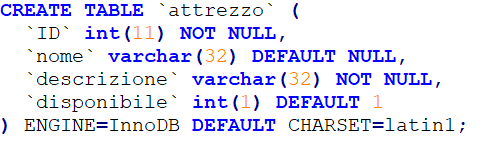 CREATE TABLE `attrezzo` (
  `ID` int(11) NOT NULL,
  `nome` varchar(32) DEFAULT NULL,
  `descrizione` varchar(32) NOT NULL,
  `disponibile` int(1) DEFAULT 1
) ENGINE=InnoDB DEFAULT CHARSET=latin1;